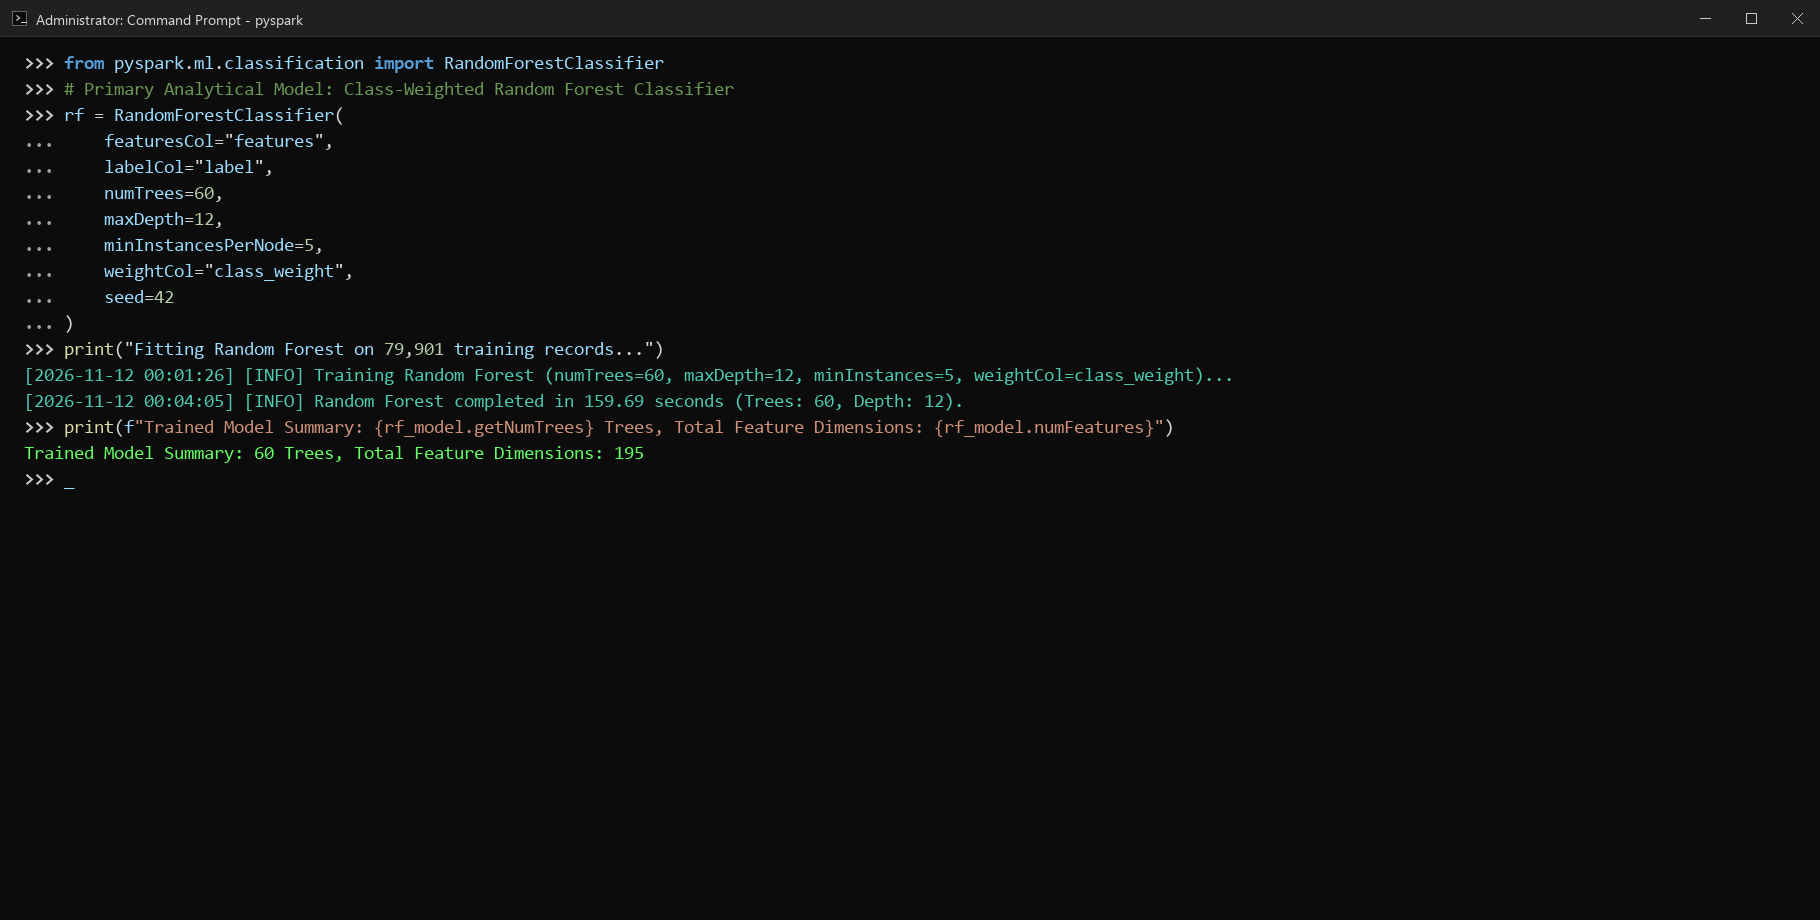 Administrator: Command Prompt - pyspark
>>> from pyspark.ml.classification import RandomForestClassifier
>>> # Primary Analytical Model: Class-Weighted Random Forest Classifier
>>> rf = RandomForestClassifier(
...     featuresCol="features",
...     labelCol="label",
...     numTrees=60,
...     maxDepth=12,
...     minInstancesPerNode=5,
...     weightCol="class_weight",
...     seed=42
... )
>>> print("Fitting Random Forest on 79,901 training records...")
[2026-11-12 00:01:26] [INFO] Training Random Forest (numTrees=60, maxDepth=12, minInstances=5, weightCol=class_weight)...
[2026-11-12 00:04:05] [INFO] Random Forest completed in 159.69 seconds (Trees: 60, Depth: 12).
>>> print(f"Trained Model Summary: {rf_model.getNumTrees} Trees, Total Feature Dimensions: {rf_model.numFeatures}")
Trained Model Summary: 60 Trees, Total Feature Dimensions: 195
>>> _